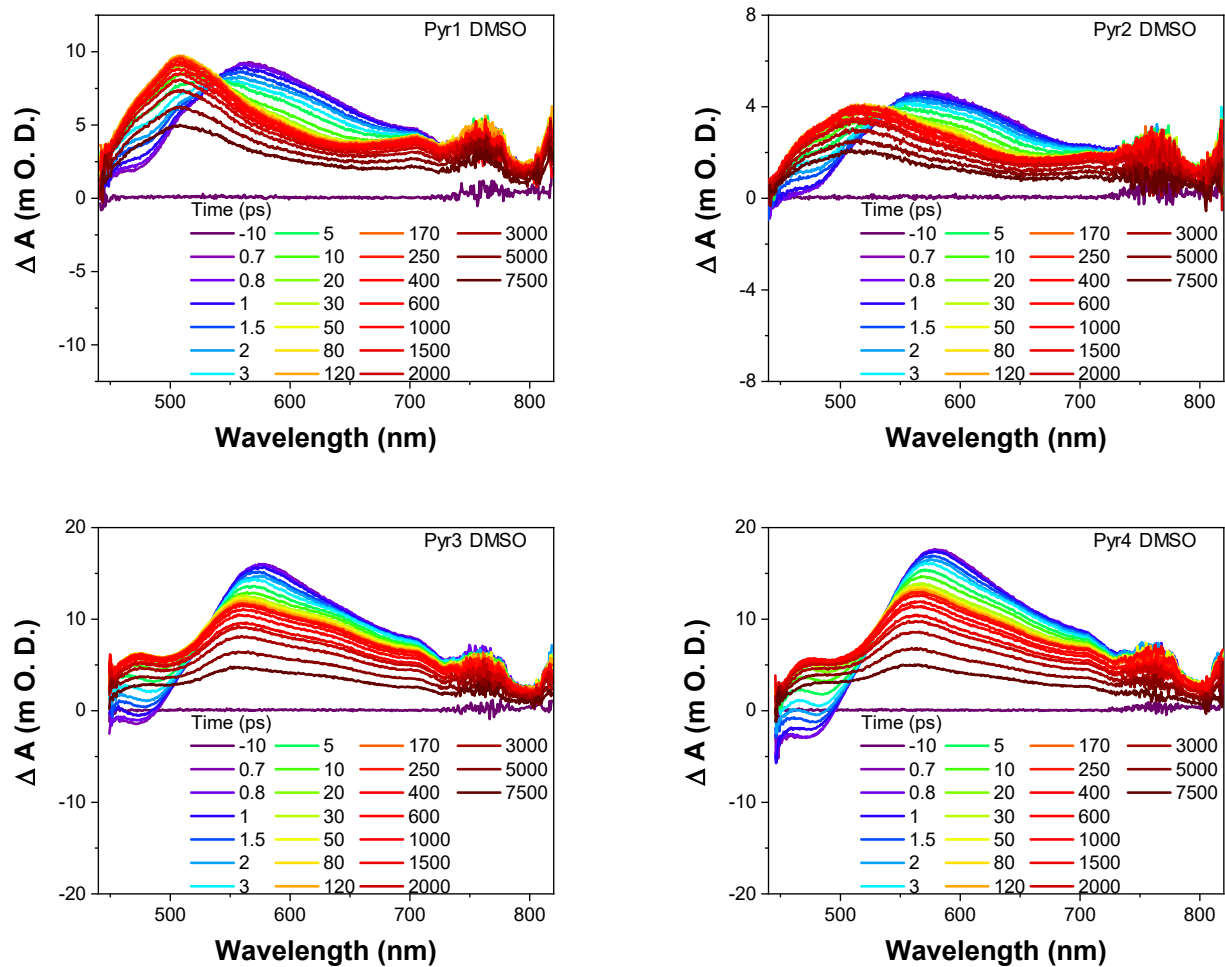 Pyr1 DMSO
10
5
0
-5
-10
Δ A (m O. D.)
Time (ps)
-10 5 170 3000
0.7 10 250 5000
0.8 20 400 7500
1 30 600
1.5 50 1000
2 80 1500
3 120 2000
500 600 700 800
Wavelength (nm)
Pyr2 DMSO
8
4
0
-4
-8
Δ A (m O. D.)
Time (ps)
-10 5 170 3000
0.7 10 250 5000
0.8 20 400 7500
1 30 600
1.5 50 1000
2 80 1500
3 120 2000
500 600 700 800
Wavelength (nm)
Pyr3 DMSO
20
10
0
-10
-20
Δ A (m O. D.)
Time (ps)
-10 5 170 3000
0.7 10 250 5000
0.8 20 400 7500
1 30 600
1.5 50 1000
2 80 1500
3 120 2000
500 600 700 800
Wavelength (nm)
Pyr4 DMSO
20
10
0
-10
-20
Δ A (m O. D.)
Time (ps)
-10 5 170 3000
0.7 10 250 5000
0.8 20 400 7500
1 30 600
1.5 50 1000
2 80 1500
3 120 2000
500 600 700 800
Wavelength (nm)